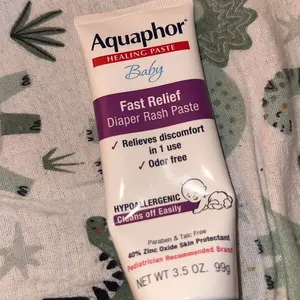 Aquaphor®
HEALING PASTE
Baby
Fast Relief
Diaper Rash Paste
✓ Relieves discomfort
in 1 use
✓ Odor free
HYPOALLERGENIC
Cleans off Easily
Paraben & Talc Free
40% Zinc Oxide Skin Protectant
Pediatrician Recommended Brand
NET WT 3.5 OZ. 99g